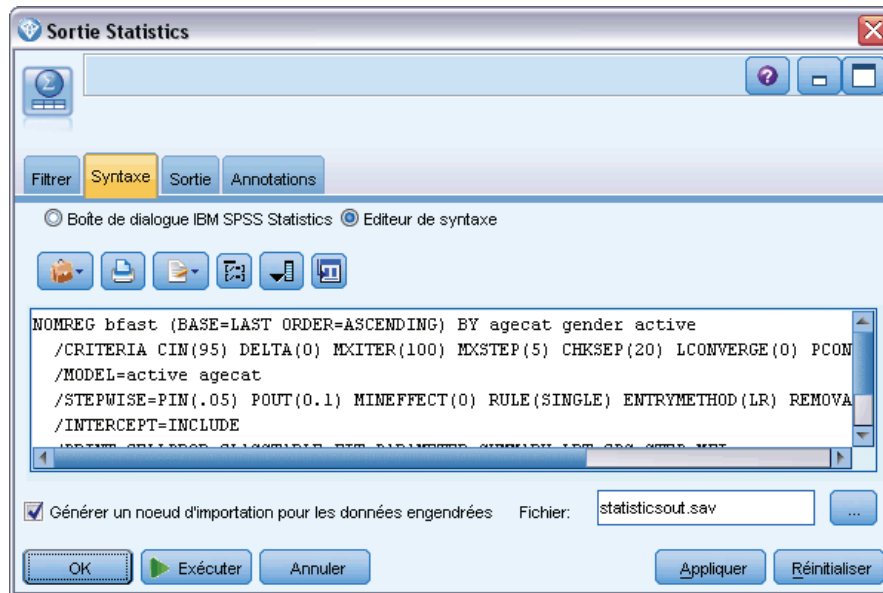 Sortie Statistics
Filtrer Syntaxe Sortie Annotations
Boîte de dialogue IBM SPSS Statistics Editeur de syntaxe
NOMREG bfast (BASE=LAST ORDER=ASCENDING) BY agecat gender active
/CRITERIA CIN(95) DELTA(0) MXITER(100) MXSTEP(5) CHKSEP(20) LCONVERGE(0) PCON
/MODEL=active agecat
/STEPWISE=PIN(.05) POUT(0.1) MINEFFECT(0) RULE(SINGLE) ENTRYMETHOD(LR) REMOVA
/INTERCEPT=INCLUDE
Générer un noeud d'importation pour les données engendrées Fichier: statisticsout.sav ...
OK Exécuter Annuler Appliquer Réinitialiser